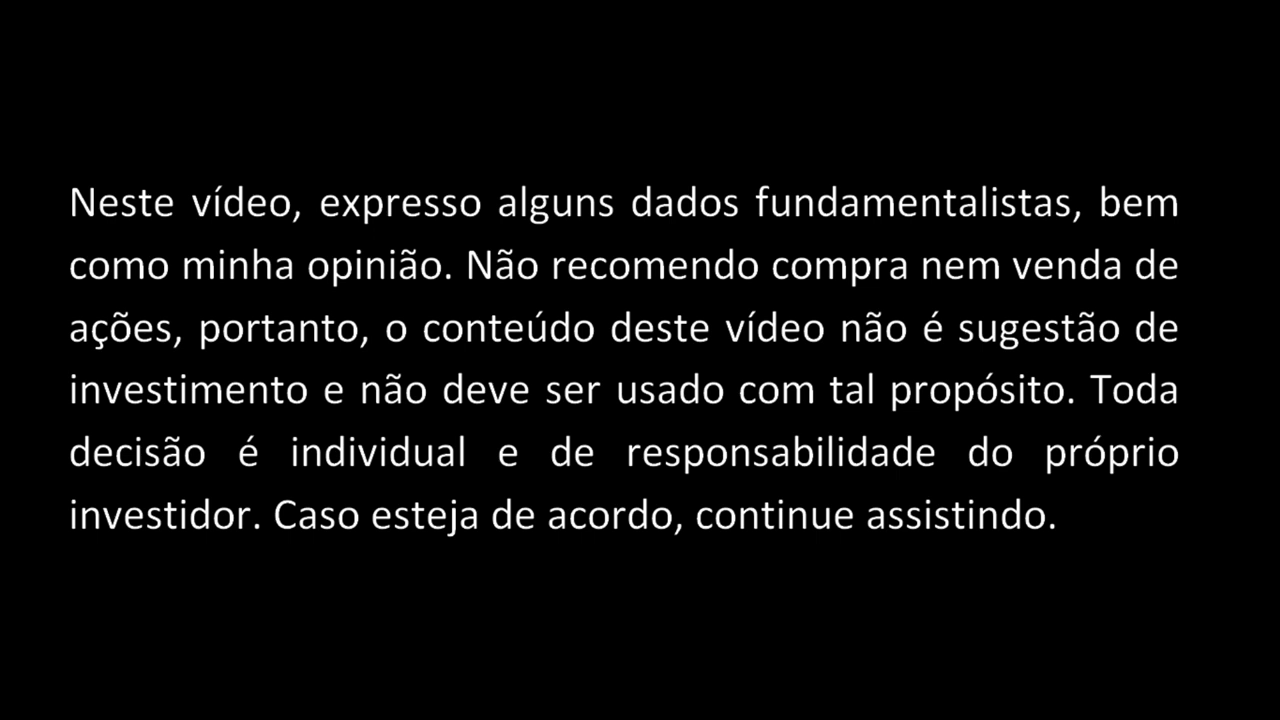 Neste vídeo, expresso alguns dados fundamentalistas, bem
como minha opinião. Não recomendo compra nem venda de
ações, portanto, o conteúdo deste vídeo não é sugestão de
investimento e não deve ser usado com tal propósito. Toda
decisão é individual e de responsabilidade do próprio
investidor. Caso esteja de acordo, continue assistindo.